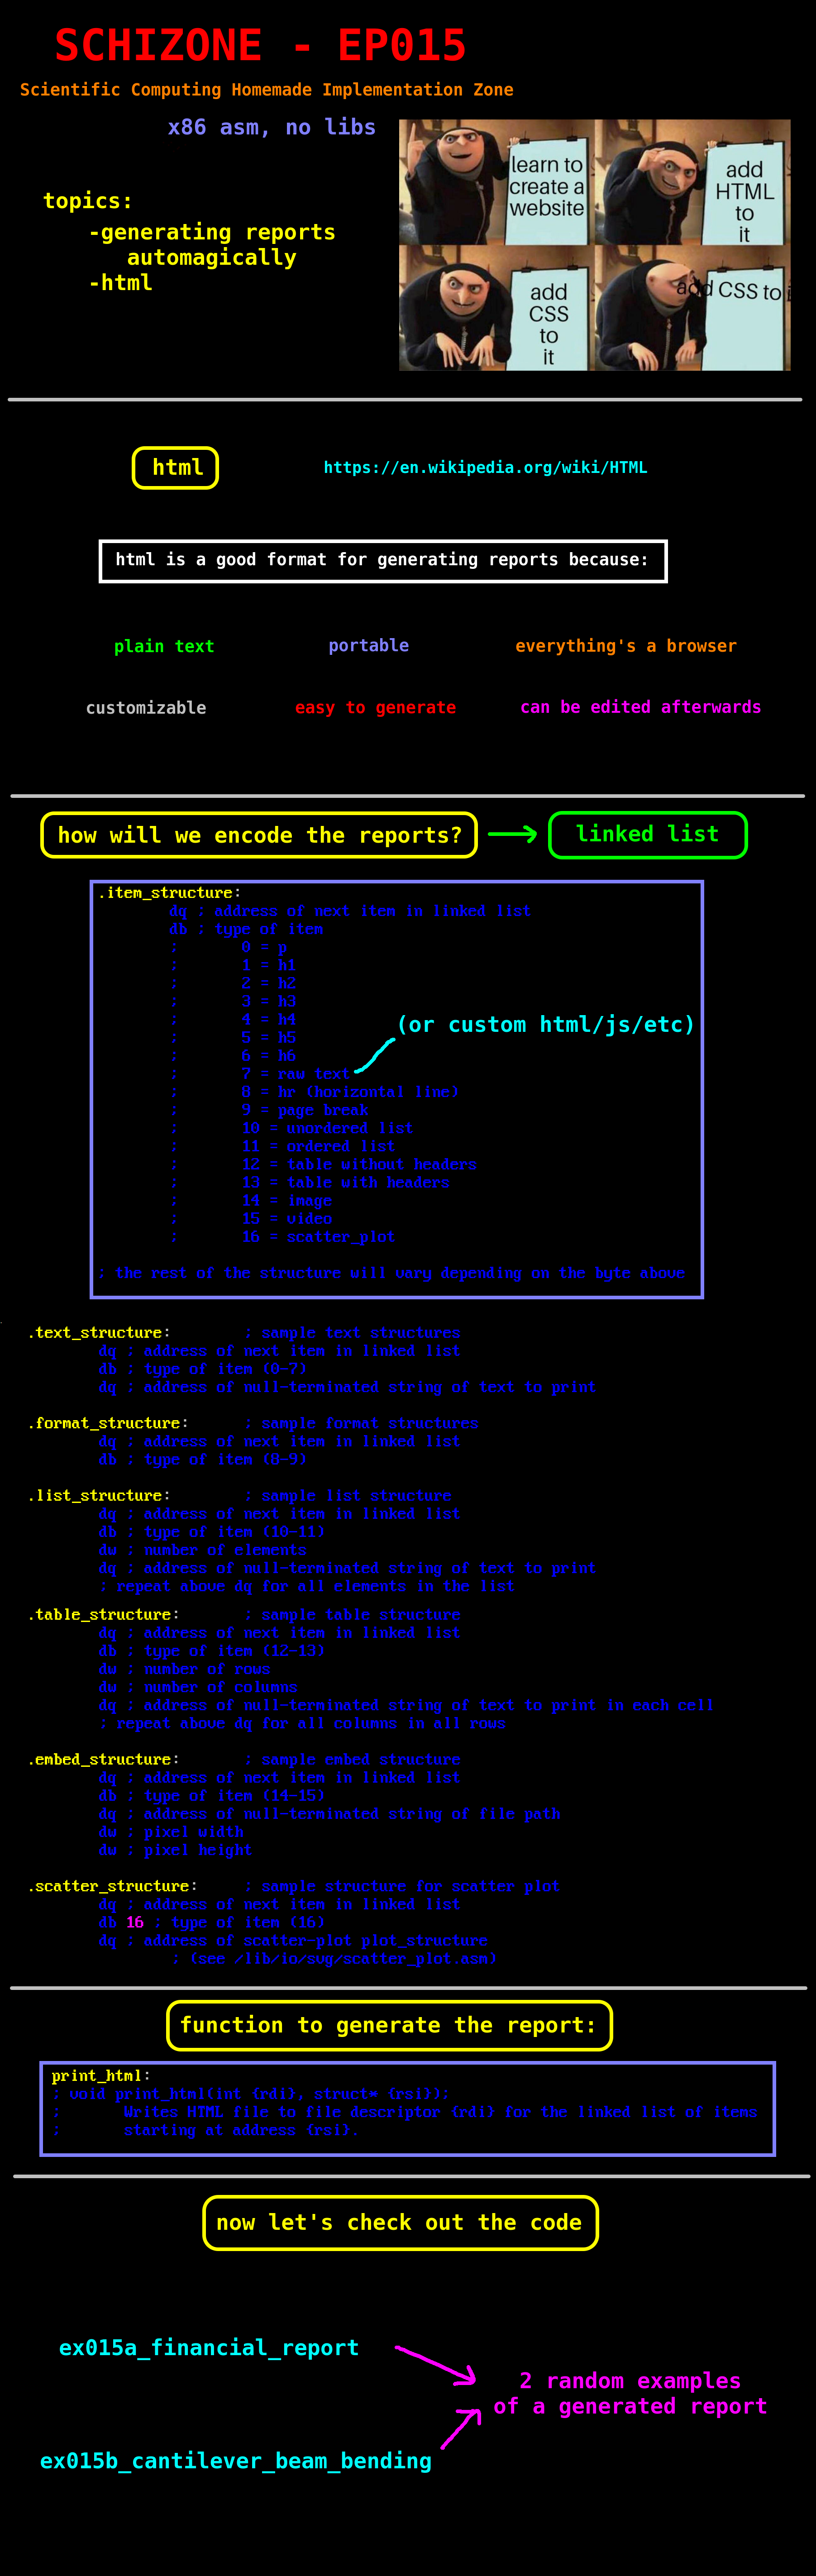 SCHIZONE - EP015
Scientific Computing Homemade Implementation Zone
x86 asm, no libs
topics:
-generating reports
automagically
-html
learn to
create a
website
add
HTML
to
it
add
CSS
to
it
add CSS to i
html
https://en.wikipedia.org/wiki/HTML
html is a good format for generating reports because:
plain text
portable
everything's a browser
customizable
easy to generate
can be edited afterwards
how will we encode the reports?
linked list
.item_structure:
dq ; address of next item in linked list
db ; type of item
; 0 = p
; 1 = h1
; 2 = h2
; 3 = h3
; 4 = h4
; 5 = h5
; 6 = h6
; 7 = raw text
(or custom html/js/etc)
; 8 = hr (horizontal line)
; 9 = page break
; 10 = unordered list
; 11 = ordered list
; 12 = table without headers
; 13 = table with headers
; 14 = image
; 15 = video
; 16 = scatter_plot
; the rest of the structure will vary depending on the byte above
.text_structure: ; sample text structures
dq ; address of next item in linked list
db ; type of item (0-7)
dq ; address of null-terminated string of text to print
.format_structure: ; sample format structures
dq ; address of next item in linked list
db ; type of item (8-9)
.list_structure: ; sample list structure
dq ; address of next item in linked list
db ; type of item (10-11)
dw ; number of elements
dq ; address of null-terminated string of text to print
; repeat above dq for all elements in the list
.table_structure: ; sample table structure
dq ; address of next item in linked list
db ; type of item (12-13)
dw ; number of rows
dw ; number of columns
dq ; address of null-terminated string of text to print in each cell
; repeat above dq for all columns in all rows
.embed_structure: ; sample embed structure
dq ; address of next item in linked list
db ; type of item (14-15)
dq ; address of null-terminated string of file path
dw ; pixel width
dw ; pixel height
.scatter_structure: ; sample structure for scatter plot
dq ; address of next item in linked list
db 16 ; type of item (16)
dq ; address of scatter-plot plot_structure
; (see /lib/io/svg/scatter_plot.asm)
function to generate the report:
print_html:
; void print_html(int {rdi}, struct* {rsi});
; Writes HTML file to file descriptor {rdi} for the linked list of items
; starting at address {rsi}.
now let's check out the code
ex015a_financial_report
2 random examples
of a generated report
ex015b_cantilever_beam_bending